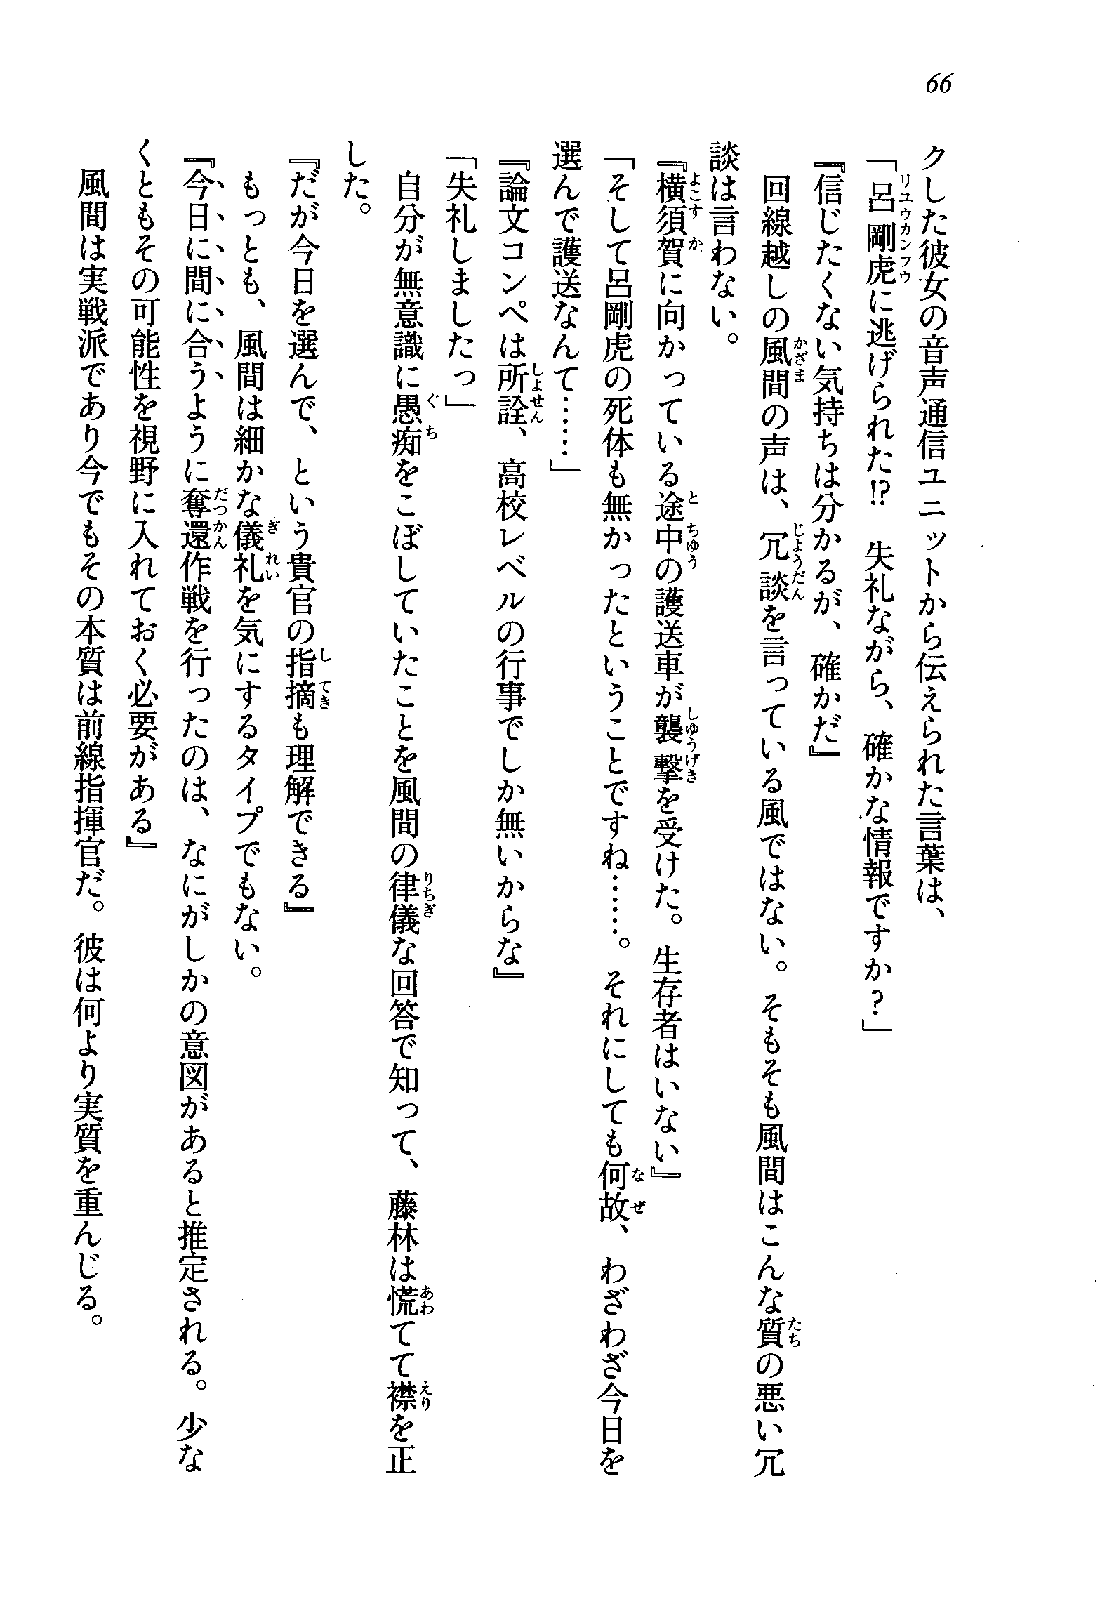 66
クした彼女の音声通信ユニットから伝えられた言葉は、
「呂剛虎に逃げられた!?　失礼ながら、確かな情報ですか？」
『信じたくない気持ちは分かるが、確かだ』
　回線越しの風間の声は、冗談を言っている風ではない。そもそも風間はこんな質の悪い冗
談は言わない。
『横須賀に向かっている途中の護送車が襲撃を受けた。生存者はいない』
「そして呂剛虎の死体も無かったということですね……。それにしても何故、わざわざ今日を
選んで護送なんて……」
『論文コンペは所詮、高校レベルの行事でしか無いからな』
「失礼しましたっ」
　自分が無意識に愚痴をこぼしていたことを風間の律儀な回答で知って、藤林は慌てて襟を正
した。
『だが今日を選んで、という貴官の指摘も理解できる』
　もっとも、風間は細かな儀礼を気にするタイプでもない。
『今日に間に合うように奪還作戦を行ったのは、なにがしかの意図があると推定される。少な
くともその可能性を視野に入れておく必要がある』
　風間は実戦派であり今でもその本質は前線指揮官だ。彼は何より実質を重んじる。